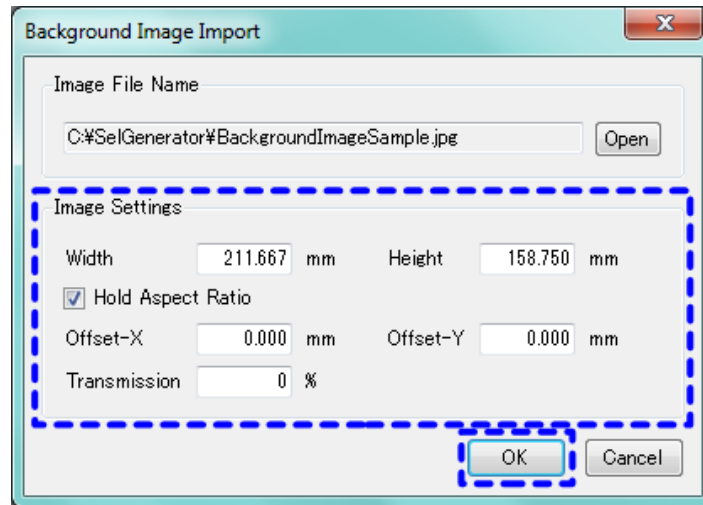 Background Image Import
Image File Name
C:¥SelGenerator¥BackgroundImageSample.jpg Open
Image Settings
Width 211.667 mm Height 158.750 mm
Hold Aspect Ratio
Offset-X 0.000 mm Offset-Y 0.000 mm
Transmission 0 %
OK Cancel